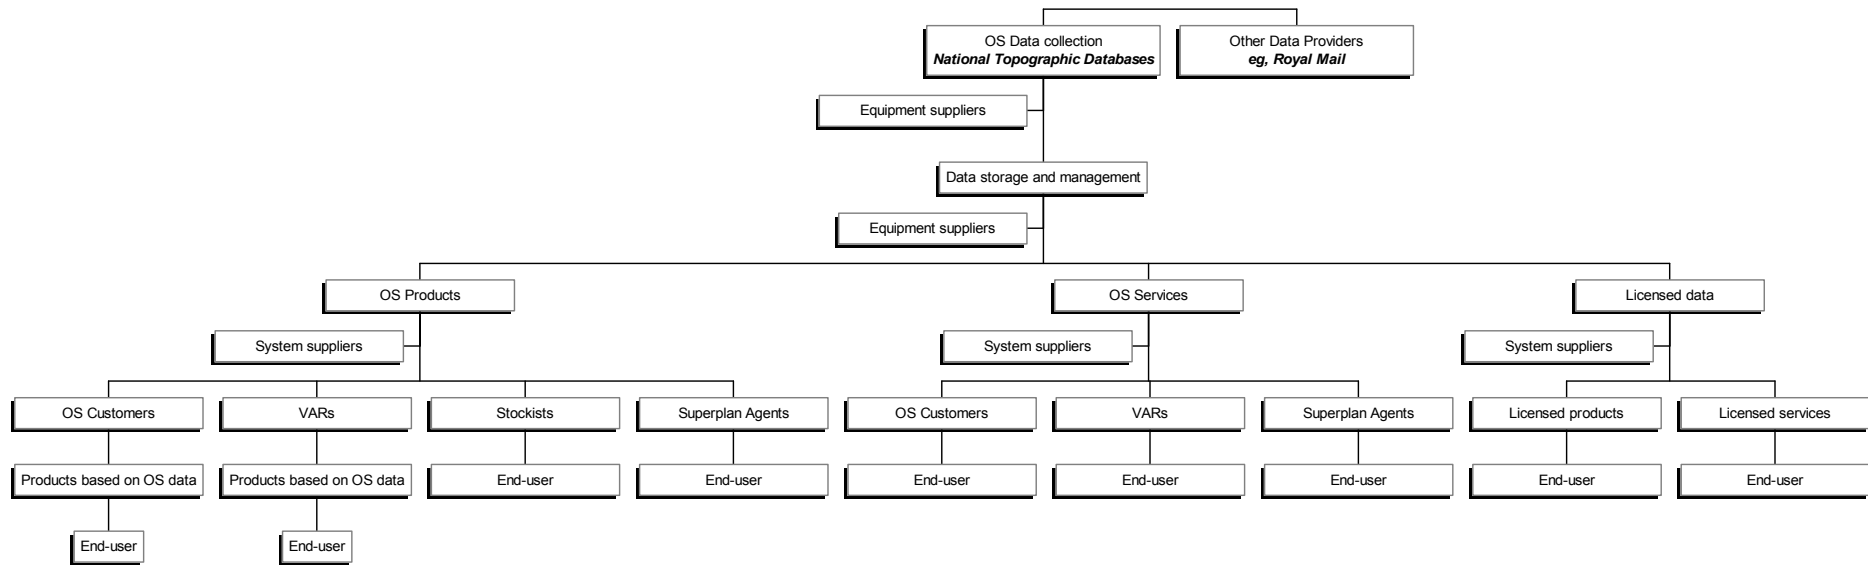 OS Data collection
National Topographic Databases
Other Data Providers
eg, Royal Mail
Equipment suppliers
Data storage and management
Equipment suppliers
OS Products
OS Services
Licensed data
System suppliers
System suppliers
System suppliers
OS Customers
VARs
Stockists
Superplan Agents
OS Customers
VARs
Superplan Agents
Licensed products
Licensed services
Products based on OS data
Products based on OS data
End-user
End-user
End-user
End-user
End-user
End-user
End-user
End-user
End-user